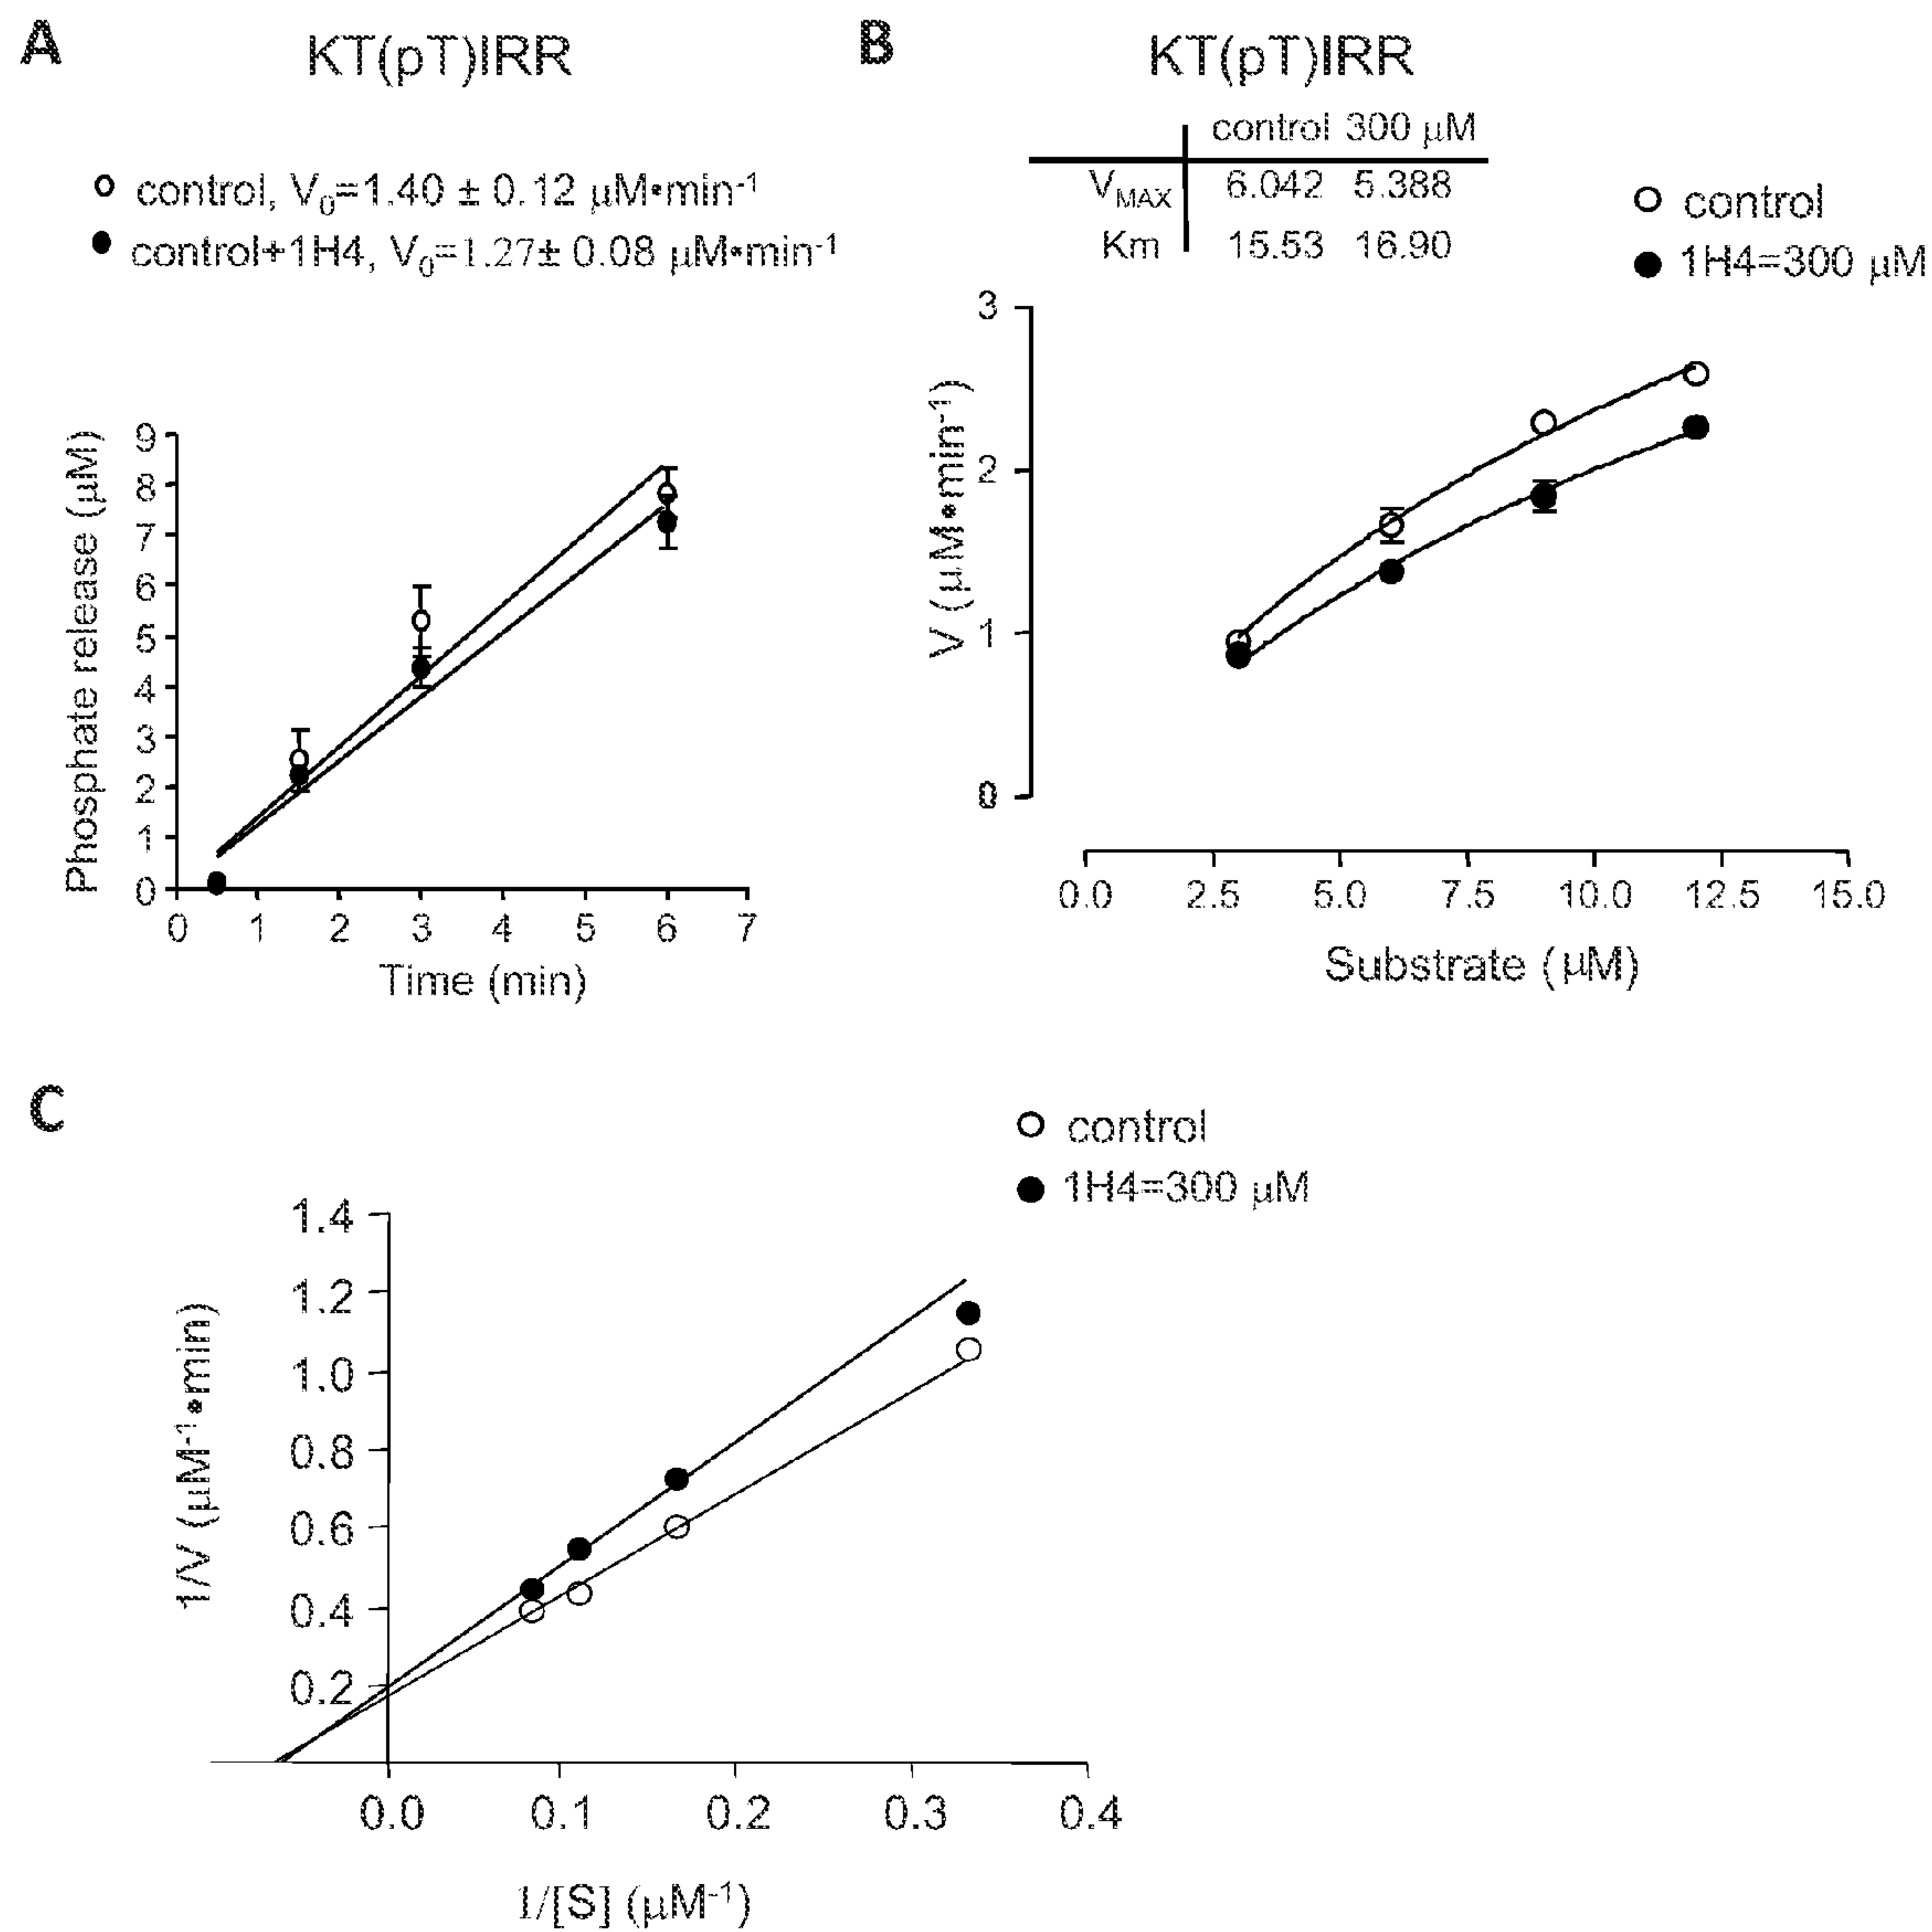 A
KT(pT)IRR
control, V0=1.40 ± 0.12 μM•min-1
control+1H4, V0=1.27± 0.08 μM•min-1
9
8
7
6
5
4
3
2
1
0
Phosphate release (μM)
0 1 2 3 4 5 6 7
Time (min)
B
KT(pT)IRR
control 300 μM
VMAX 6.042 5.388
Km 15.53 16.90
control
1H4=300 μM
3
2
1
0
V (μM•min-1)
0.0 2.5 5.0 7.5 10.0 12.5 15.0
Substrate (μM)
C
control
1H4=300 μM
1.4
1.2
1.0
0.8
0.6
0.4
0.2
1/V (μM-1•min)
0.0 0.1 0.2 0.3 0.4
1/[S] (μM-1)